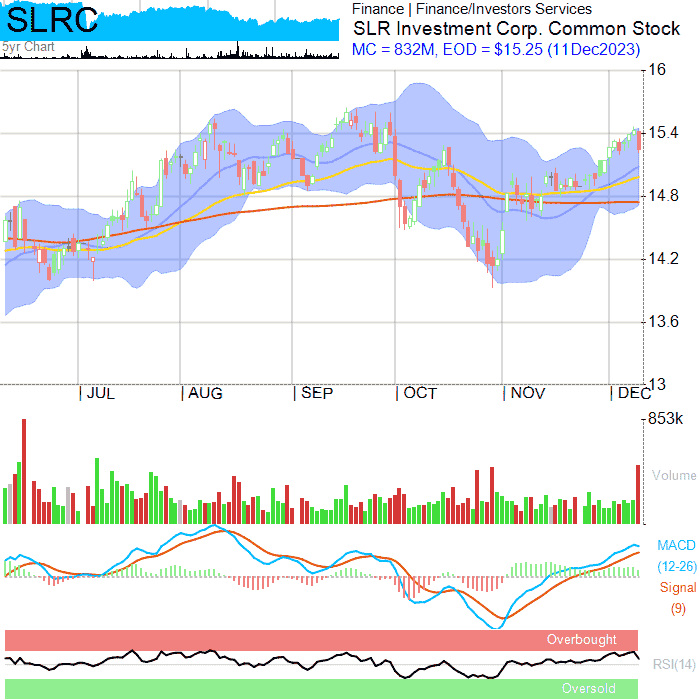 SLRC
5yr Chart
Finance | Finance/Investors Services
SLR Investment Corp. Common Stock
MC = 832M, EOD = $15.25 (11Dec2023)
16
15.4
14.8
14.2
13.6
13
| JUL | AUG | SEP | OCT | NOV | DEC
853k
Volume
MACD
(12-26)
Signal
(9)
Overbought
RSI(14)
Oversold